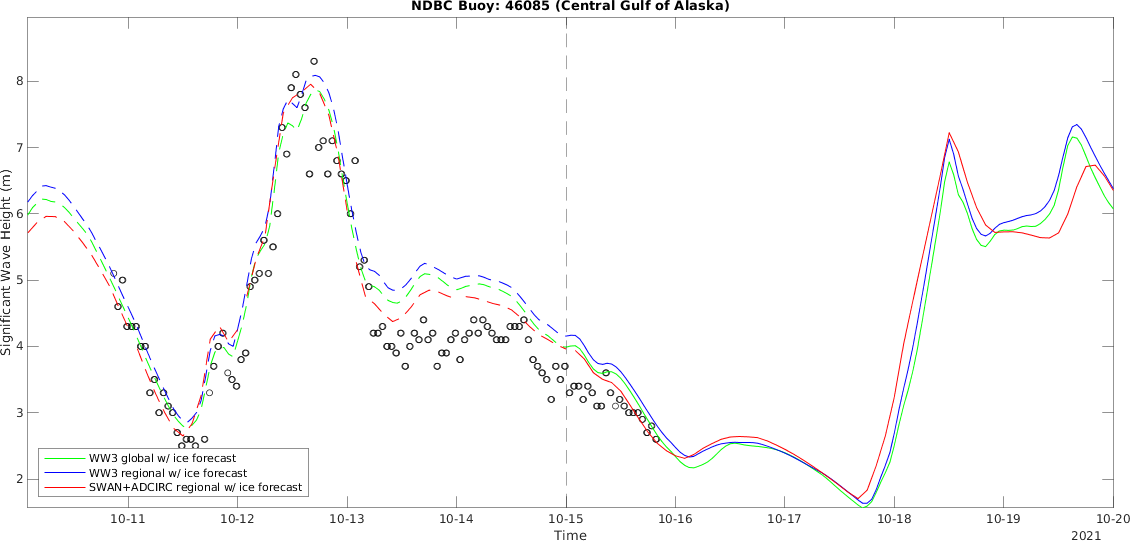 NDBC Buoy: 46085 (Central Gulf of Alaska)
Significant Wave Height (m)
8
7
6
5
4
3
2
WW3 global w/ ice forecast
WW3 regional w/ ice forecast
SWAN+ADCIRC regional w/ ice forecast
10-11 10-12 10-13 10-14 10-15 10-16 10-17 10-18 10-19 10-20
Time
2021